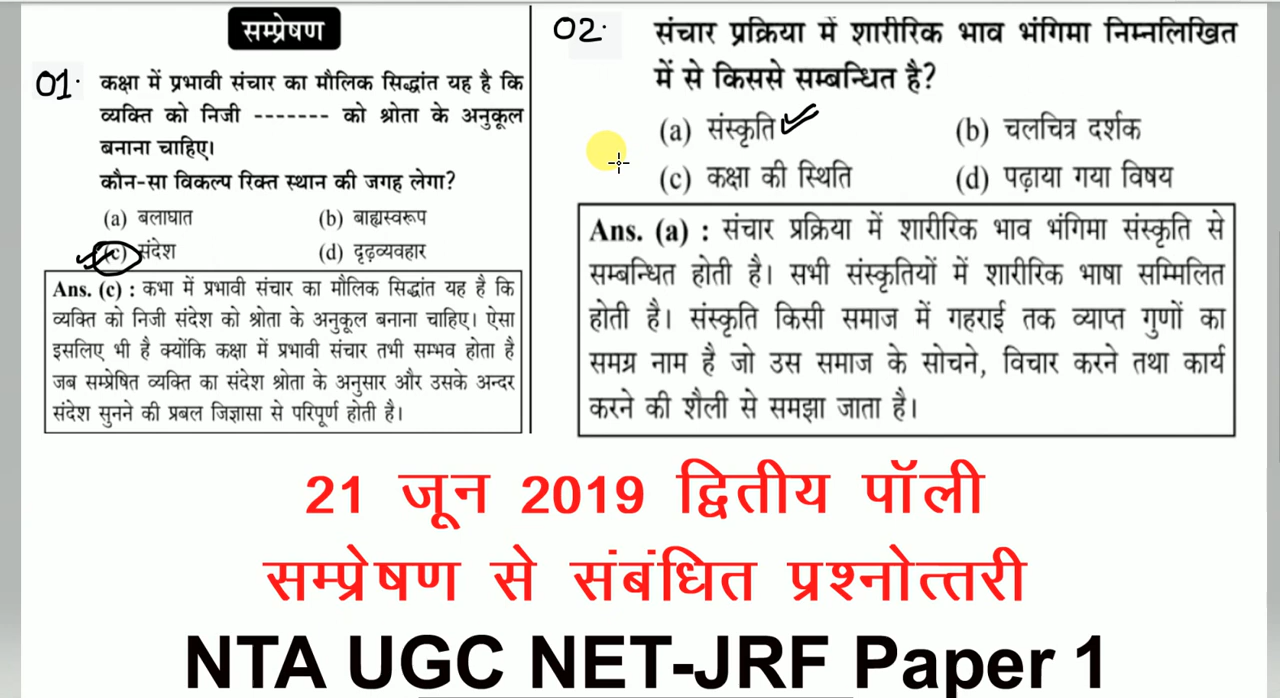 सम्प्रेषण
01. कक्षा में प्रभावी संचार का मौलिक सिद्धांत यह है कि
व्यक्ति को निजी ------- को श्रोता के अनुकूल
बनाना चाहिए।
कौन-सा विकल्प रिक्त स्थान की जगह लेगा?
(a) बलाघात (b) बाह्यस्वरूप
(c) संदेश (d) दृढ़व्यवहार
Ans. (c) : कभा में प्रभावी संचार का मौलिक सिद्धांत यह है कि
व्यक्ति को निजी संदेश को श्रोता के अनुकूल बनाना चाहिए। ऐसा
इसलिए भी है क्योंकि कक्षा में प्रभावी संचार तभी सम्भव होता है
जब सम्प्रेषित व्यक्ति का संदेश श्रोता के अनुसार और उसके अन्दर
संदेश सुनने की प्रबल जिज्ञासा से परिपूर्ण होती है।
02. संचार प्रक्रिया में शारीरिक भाव भंगिमा निम्नलिखित
में से किससे सम्बन्धित है?
(a) संस्कृति (b) चलचित्र दर्शक
(c) कक्षा की स्थिति (d) पढ़ाया गया विषय
Ans. (a) : संचार प्रक्रिया में शारीरिक भाव भंगिमा संस्कृति से
सम्बन्धित होती है। सभी संस्कृतियों में शारीरिक भाषा सम्मिलित
होती है। संस्कृति किसी समाज में गहराई तक व्याप्त गुणों का
समग्र नाम है जो उस समाज के सोचने, विचार करने तथा कार्य
करने की शैली से समझा जाता है।
21 जून 2019 द्वितीय पॉली
सम्प्रेषण से संबंधित प्रश्नोत्तरी
NTA UGC NET-JRF Paper 1